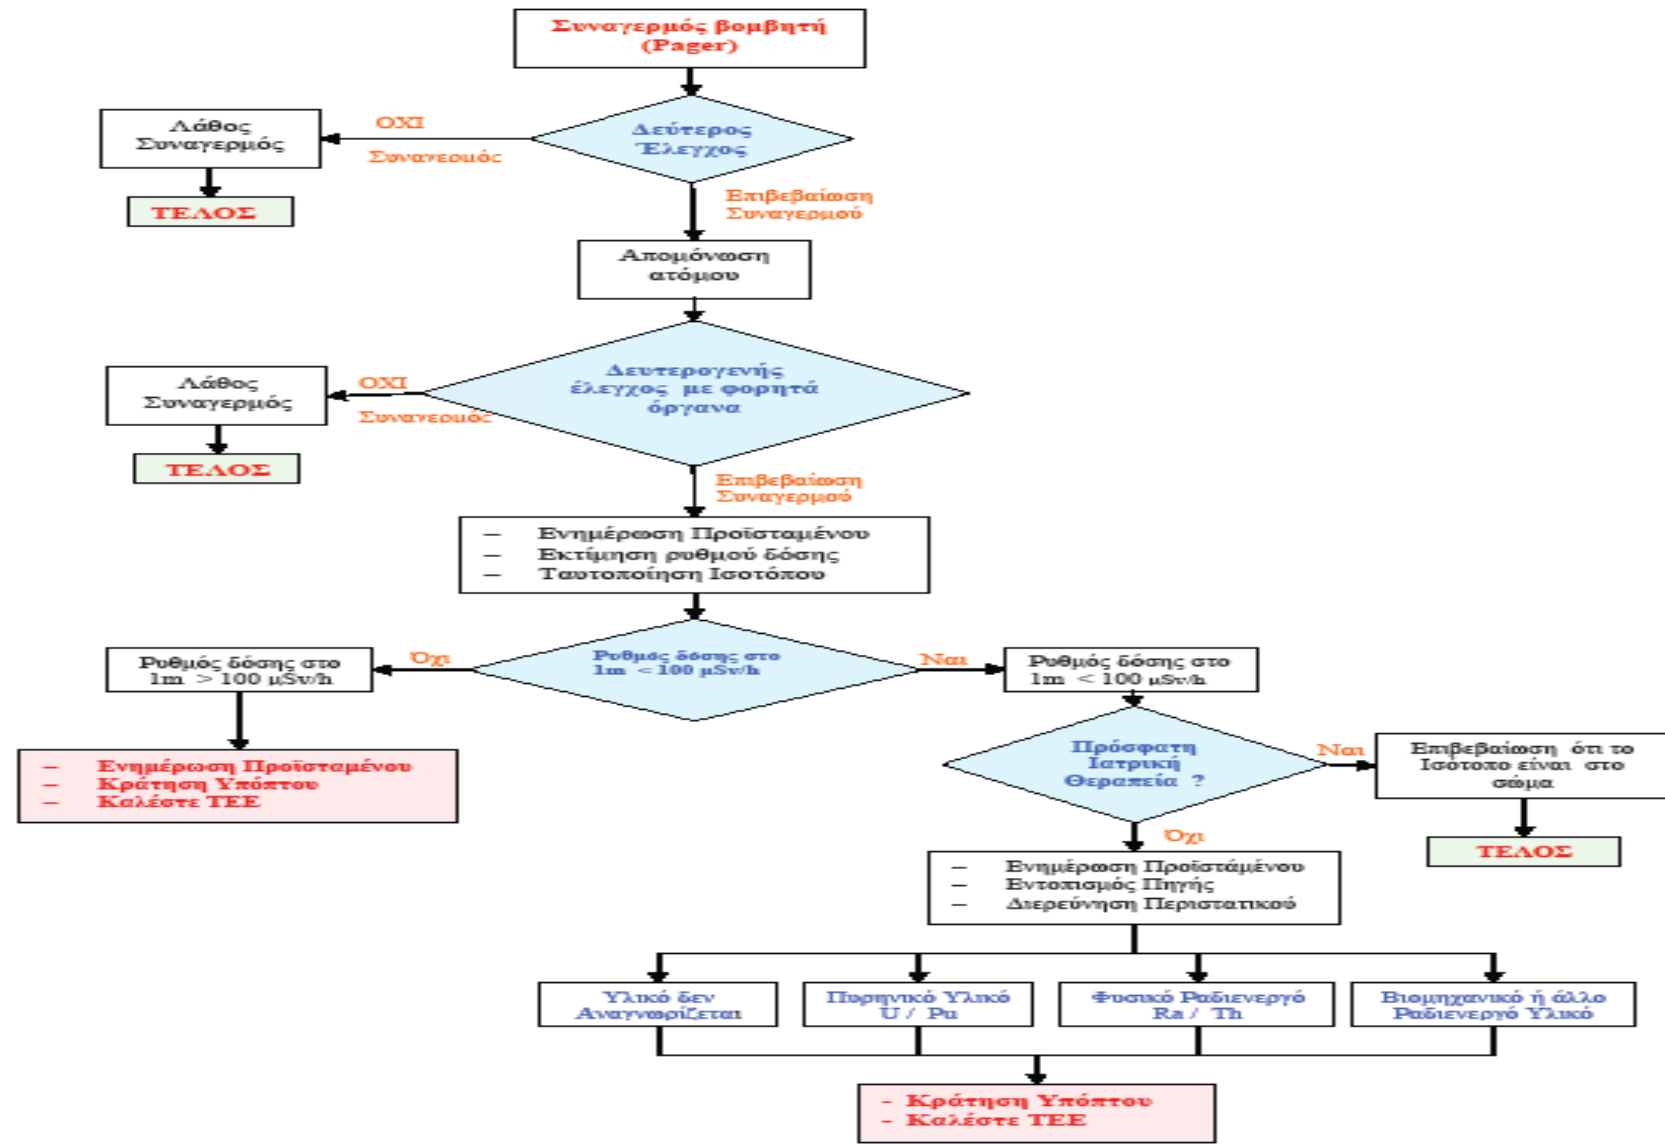 Συναγερμός βομβητή
(Pager)
Δεύτερος
Έλεγχος
ΟΧΙ
Συναγερμός
Λάθος
Συναγερμός
ΤΕΛΟΣ
Επιβεβαίωση
Συναγερμού
Απομόνωση
ατόμου
Δευτερογενής
έλεγχος με φορητά
όργανα
ΟΧΙ
Συναγερμός
Λάθος
Συναγερμός
ΤΕΛΟΣ
Επιβεβαίωση
Συναγερμού
– Ενημέρωση Προϊσταμένου
– Εκτίμηση ρυθμού δόσης
– Ταυτοποίηση Ισοτόπου
Ρυθμός δόσης στο
1m < 100 μSv/h
Όχι
Ρυθμός δόσης στο
1m > 100 μSv/h
– Ενημέρωση Προϊσταμένου
– Κράτηση Υπόπτου
– Καλέστε ΤΕΕ
Ναι
Ρυθμός δόσης στο
1m < 100 μSv/h
Πρόσφατη
Ιατρική
Θεραπεία ?
Ναι
Επιβεβαίωση ότι το
Ισότοπο είναι στο
σώμα
ΤΕΛΟΣ
Όχι
– Ενημέρωση Προϊστάμένου
– Εντοπισμός Πηγής
– Διερεύνηση Περιστατικού
Υλικό δεν
Αναγνωρίζεται
Πυρηνικό Υλικό
U / Pu
Φυσικό Ραδιενεργό
Ra / Th
Βιομηχανικό ή άλλο
Ραδιενεργό Υλικό
- Κράτηση Υπόπτου
- Καλέστε ΤΕΕ